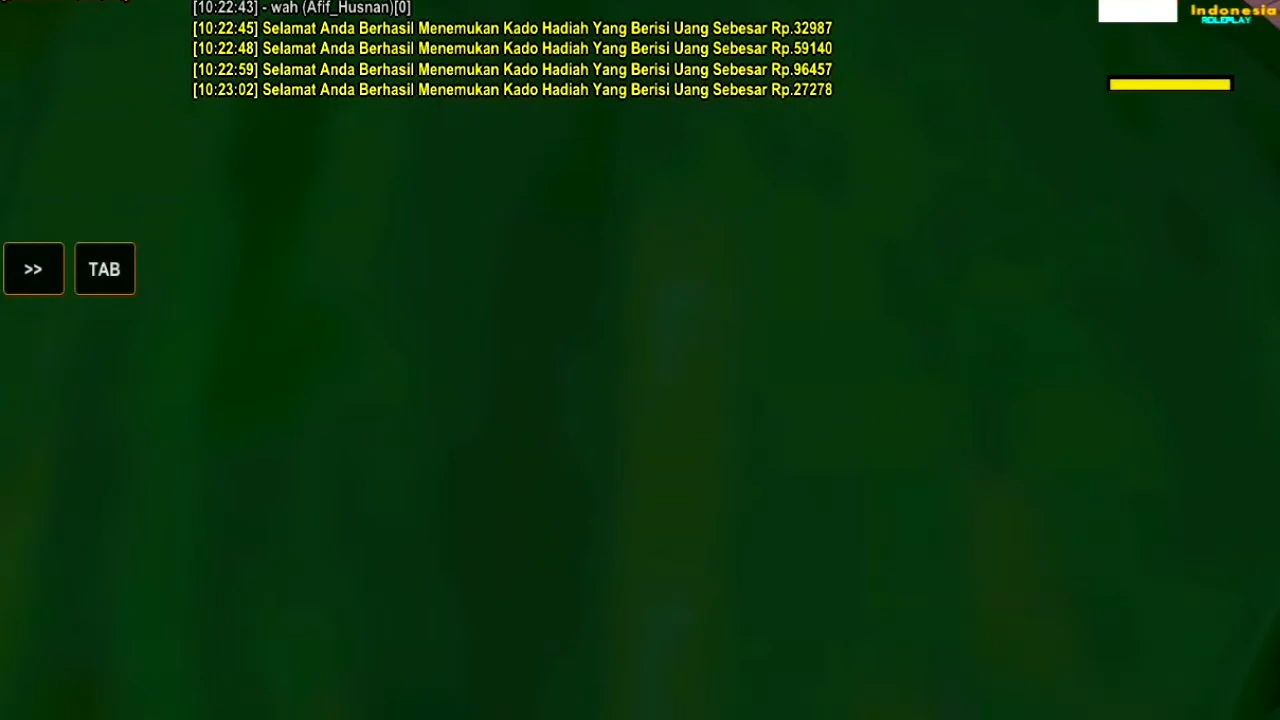 [10:22:43] - wah (Afif_Husnan)[0]
[10:22:45] Selamat Anda Berhasil Menemukan Kado Hadiah Yang Berisi Uang Sebesar Rp.32987
[10:22:48] Selamat Anda Berhasil Menemukan Kado Hadiah Yang Berisi Uang Sebesar Rp.59140
[10:22:59] Selamat Anda Berhasil Menemukan Kado Hadiah Yang Berisi Uang Sebesar Rp.96457
[10:23:02] Selamat Anda Berhasil Menemukan Kado Hadiah Yang Berisi Uang Sebesar Rp.27278
Indonesia
ROLEPLAY
>> TAB